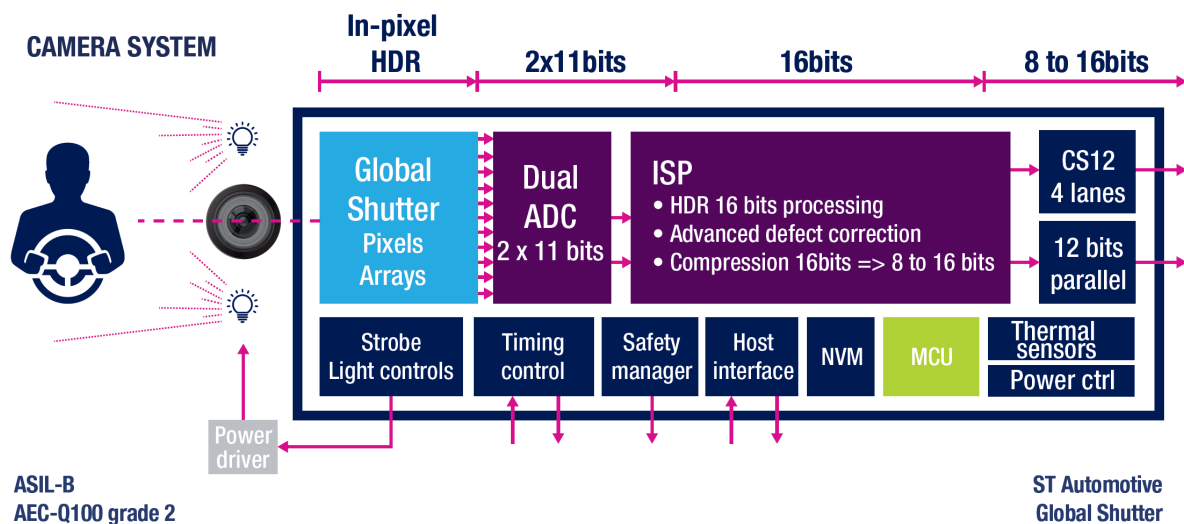 CAMERA SYSTEM
In-pixel
HDR
2x11bits
16bits
8 to 16bits
Global
Shutter
Pixels
Arrays
Dual
ADC
2 x 11 bits
ISP
• HDR 16 bits processing
• Advanced defect correction
• Compression 16bits => 8 to 16 bits
CS12
4 lanes
12 bits
parallel
Strobe
Light controls
Timing
control
Safety
manager
Host
interface
NVM
MCU
Thermal
sensors
Power ctrl
Power
driver
ASIL-B
AEC-Q100 grade 2
ST Automotive
Global Shutter